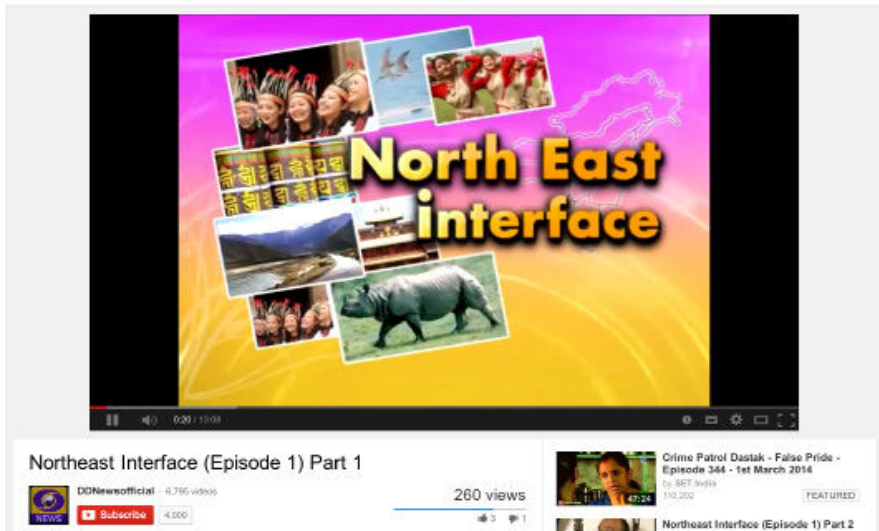 North East
interface
0:20 / 13:08
Northeast Interface (Episode 1) Part 1
DDNewsofficial · 6,795 videos
NEWS
Subscribe 4,000
260 views
3 1
47:24
Crime Patrol Dastak - False Pride -
Episode 344 - 1st March 2014
by SET India
110,202
FEATURED
Northeast Interface (Episode 1) Part 2